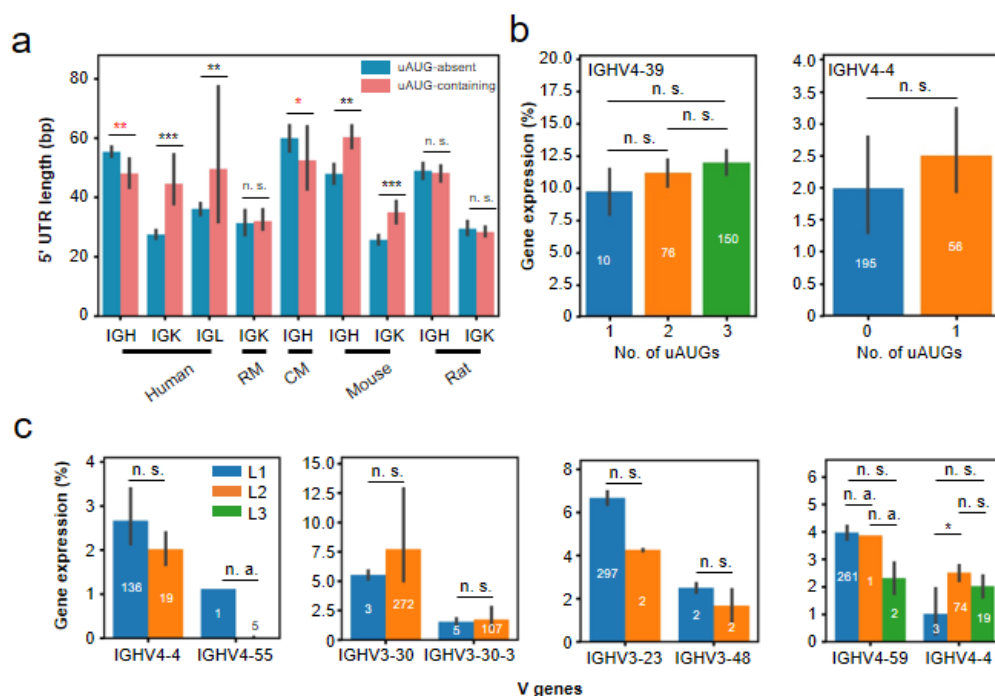 a
5' UTR length (bp)
80
60
40
20
0
uAUG-absent
uAUG-containing
**
***
**
n. s.
*
**
***
n. s.
n. s.
IGH IGK IGL IGK IGH IGH IGK IGH IGK
Human RM CM Mouse Rat
b
Gene expression (%)
20.0
17.5
15.0
12.5
10.0
7.5
5.0
2.5
0
IGHV4-39
n. s.
n. s.
n. s.
10 76 150
1 2 3
No. of uAUGs
4.0
3.5
3.0
2.5
2.0
1.5
1.0
0.5
0.0
IGHV4-4
n. s.
195 56
0 1
No. of uAUGs
c
Gene expression (%)
4
3
2
1
0
L1
L2
L3
n. s.
n. a.
136 19 1 5
IGHV4-4 IGHV4-55
15.0
12.5
10.0
7.5
5.0
2.5
0
n. s.
n. s.
3 272 5 107
IGHV3-30 IGHV3-30-3
6
4
2
0
n. s.
n. s.
297 2 2 2
IGHV3-23 IGHV3-48
6
5
4
3
2
1
0
n. s.
n. a.
n. a.
n. s.
n. s.
*
261 1 2 3 74 19
IGHV4-59 IGHV4-4
V genes